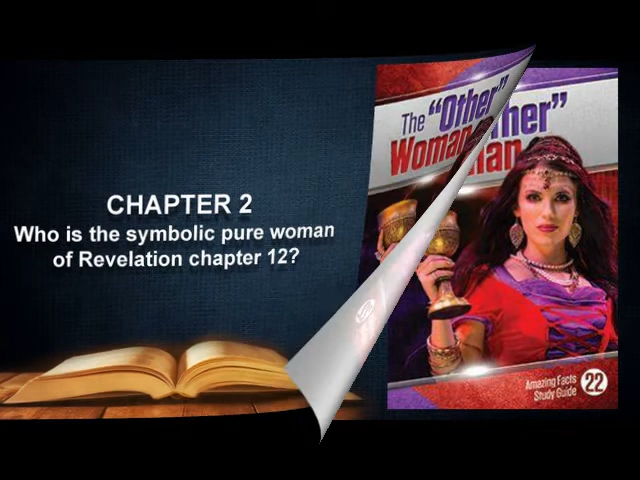 CHAPTER 2
Who is the symbolic pure woman
of Revelation chapter 12?
The "Other"
Woman
Amazing Facts
Study Guide 22